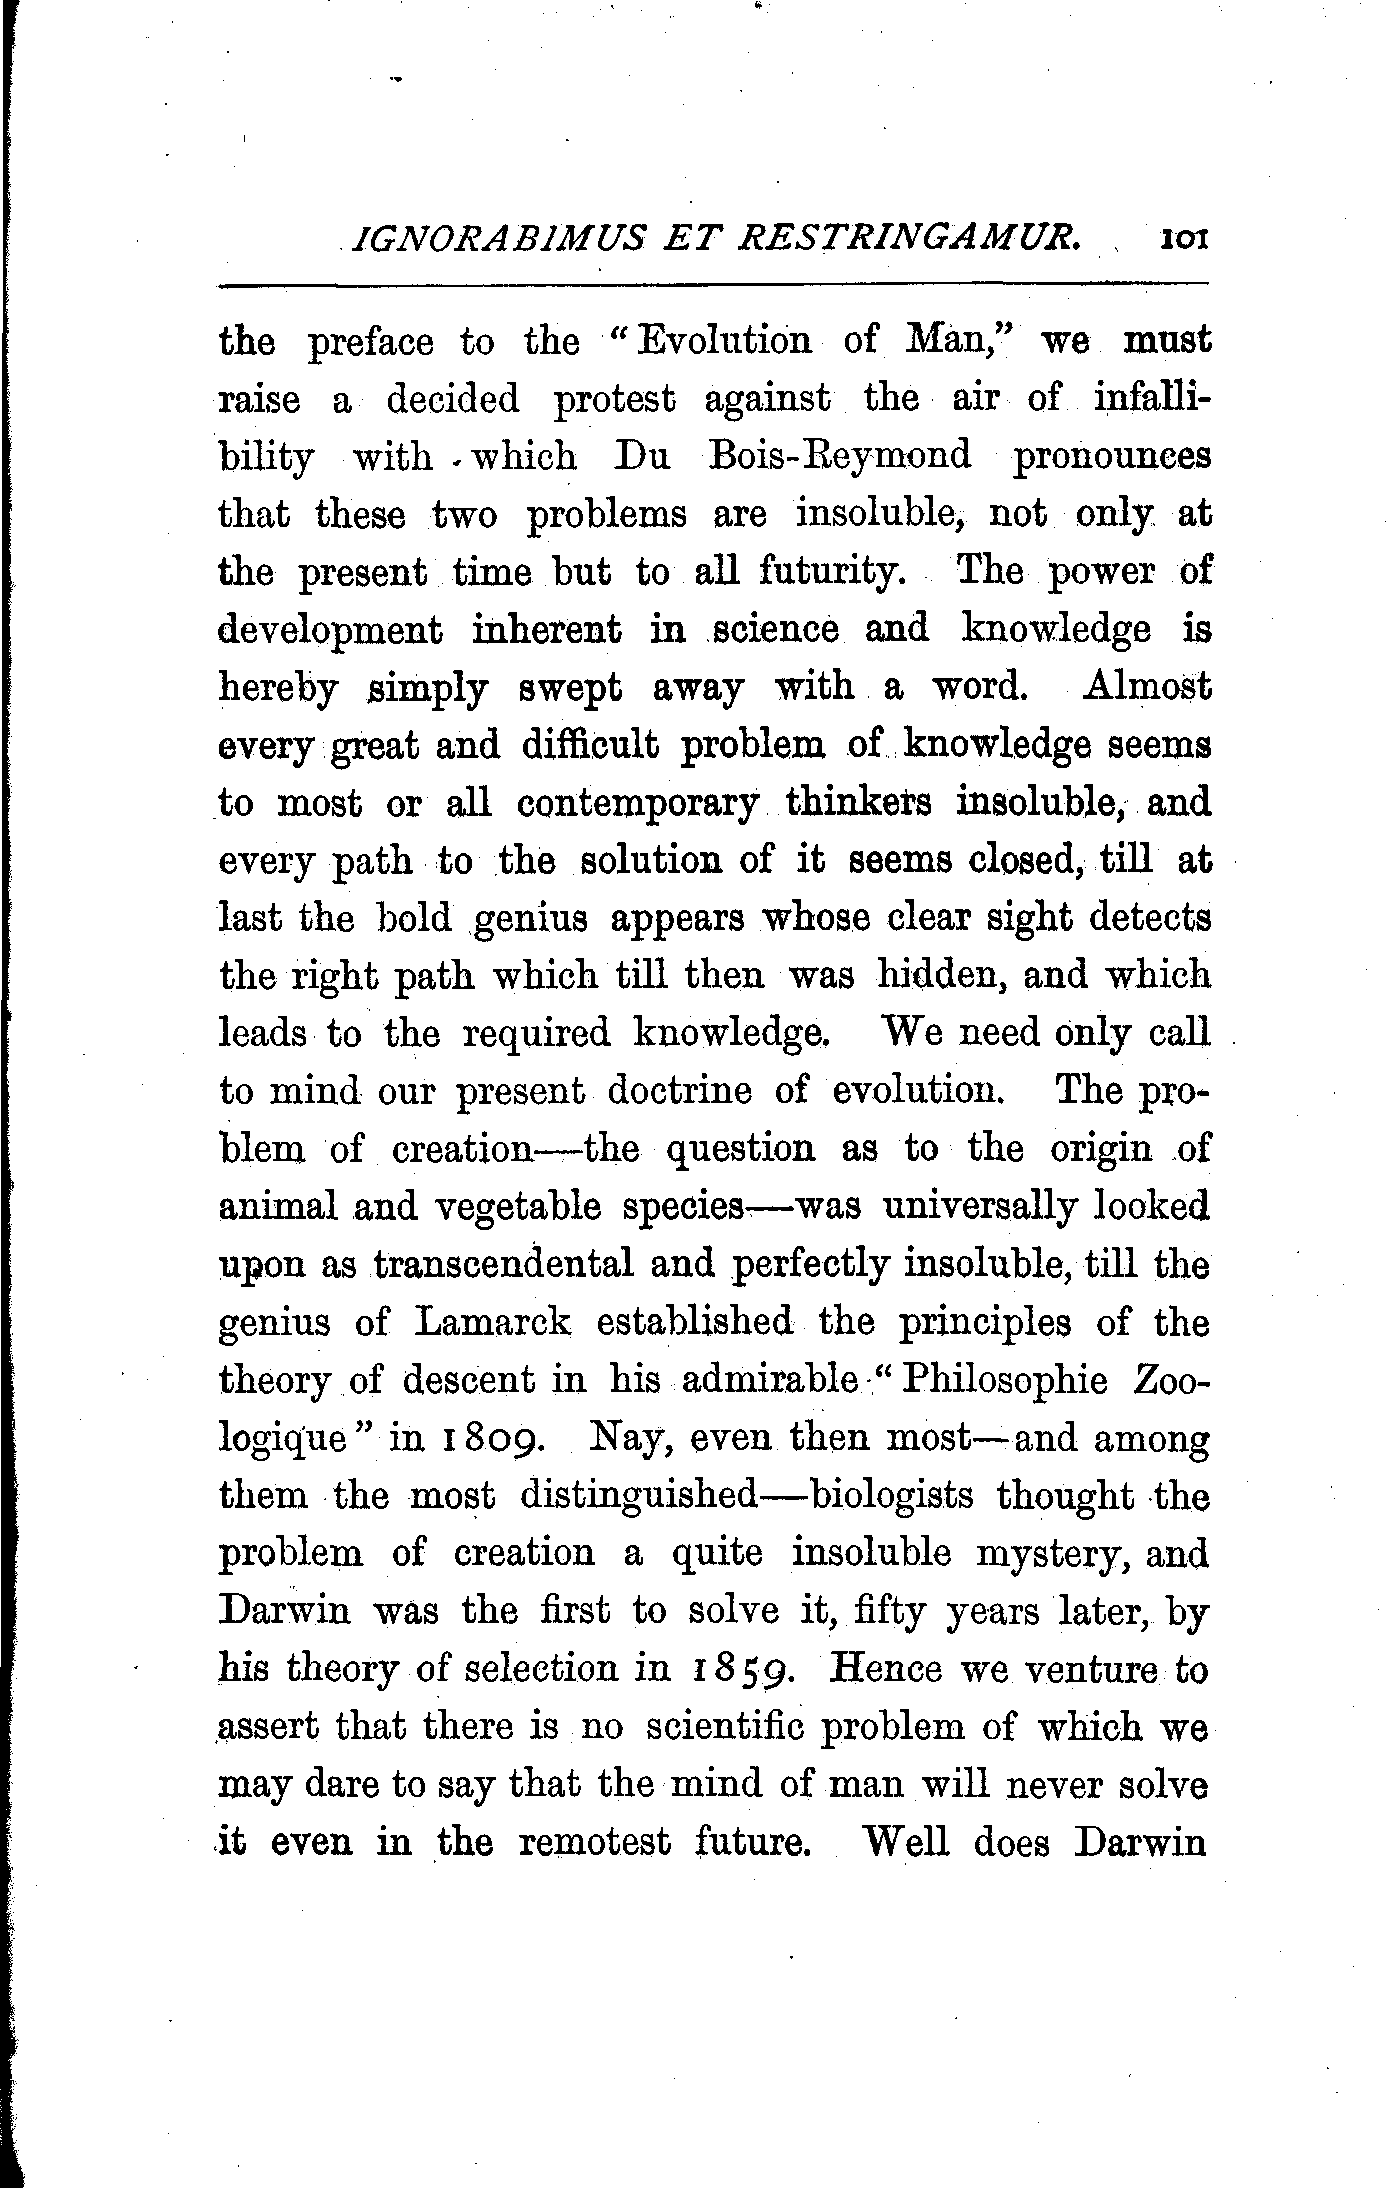 IGNORABIMUS ET RESTRINGAMUR. 101
the preface to the “Evolution of Man,” we must
raise a decided protest against the air of infalli-
bility with which Du Bois-Reymond pronounces
that these two problems are insoluble, not only at
the present time but to all futurity. The power of
development inherent in science and knowledge is
hereby simply swept away with a word. Almost
every great and difficult problem of knowledge seems
to most or all contemporary thinkers insoluble, and
every path to the solution of it seems closed, till at
last the bold genius appears whose clear sight detects
the right path which till then was hidden, and which
leads to the required knowledge. We need only call
to mind our present doctrine of evolution. The pro-
blem of creation—the question as to the origin of
animal and vegetable species—was universally looked
upon as transcendental and perfectly insoluble, till the
genius of Lamarck established the principles of the
theory of descent in his admirable “Philosophie Zoo-
logique” in 1809. Nay, even then most—and among
them the most distinguished—biologists thought the
problem of creation a quite insoluble mystery, and
Darwin was the first to solve it, fifty years later, by
his theory of selection in 1859. Hence we venture to
assert that there is no scientific problem of which we
may dare to say that the mind of man will never solve
it even in the remotest future. Well does Darwin